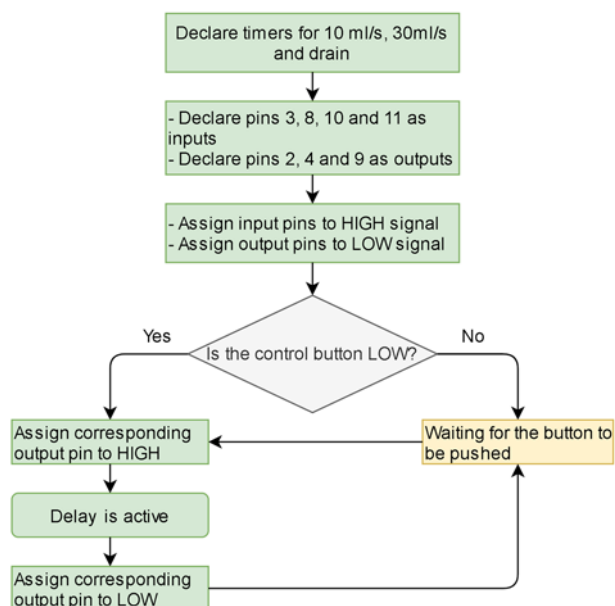 Declare timers for 10 ml/s, 30ml/s
and drain
- Declare pins 3, 8, 10 and 11 as
inputs
- Declare pins 2, 4 and 9 as outputs
- Assign input pins to HIGH signal
- Assign output pins to LOW signal
Is the control button LOW?
Yes
No
Assign corresponding
output pin to HIGH
Waiting for the button to
be pushed
Delay is active
Assign corresponding
output pin to LOW